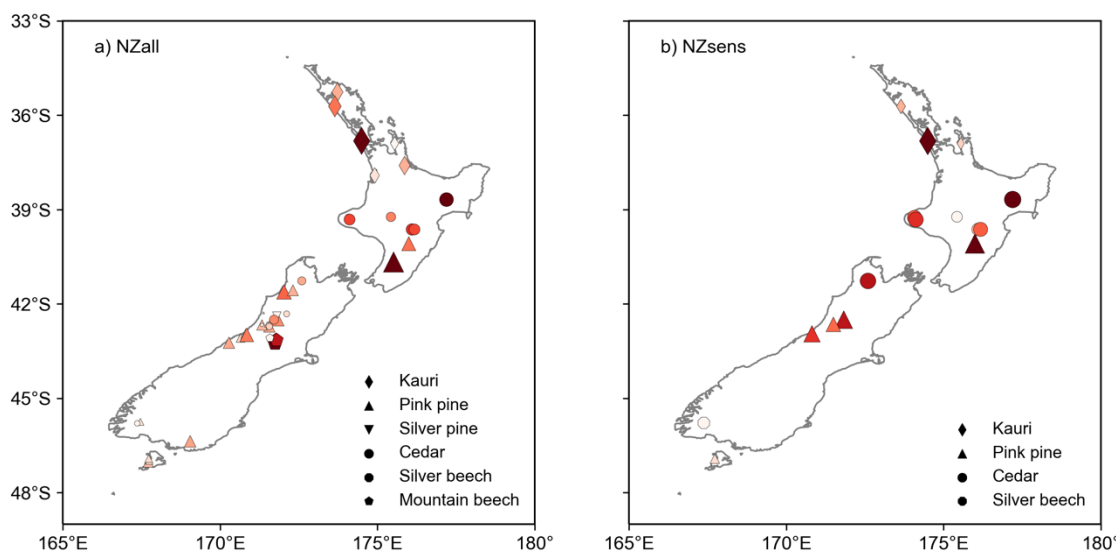 a) NZall
33°S
36°S
39°S
42°S
45°S
48°S
Kauri
Pink pine
Silver pine
Cedar
Silver beech
Mountain beech
165°E
170°E
175°E
180°
b) NZsens
Kauri
Pink pine
Cedar
Silver beech
165°E
170°E
175°E
180°